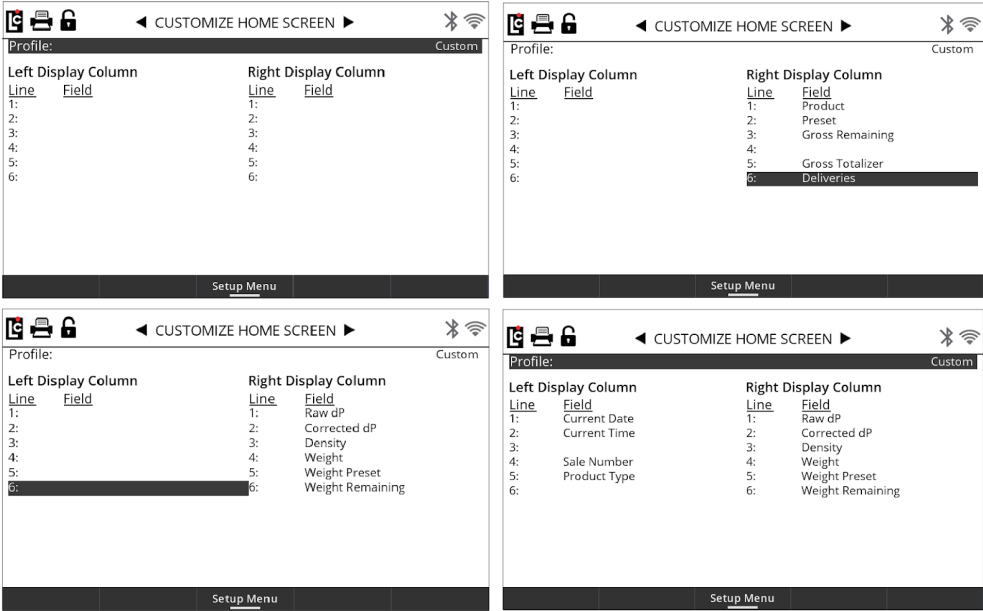 LC ◀ CUSTOMIZE HOME SCREEN ▶
Profile: Custom
Left Display Column Right Display Column
Line Field Line Field
1: 1:
2: 2:
3: 3:
4: 4:
5: 5:
6: 6:
Setup Menu
LC ◀ CUSTOMIZE HOME SCREEN ▶
Profile: Custom
Left Display Column Right Display Column
Line Field Line Field
1: 1: Product
2: 2: Preset
3: 3: Gross Remaining
4: 4:
5: 5: Gross Totalizer
6: 6: Deliveries
Setup Menu
LC ◀ CUSTOMIZE HOME SCREEN ▶
Profile: Custom
Left Display Column Right Display Column
Line Field Line Field
1: 1: Raw dP
2: 2: Corrected dP
3: 3: Density
4: 4: Weight
5: 5: Weight Preset
6: 6: Weight Remaining
Setup Menu
LC ◀ CUSTOMIZE HOME SCREEN ▶
Profile: Custom
Left Display Column Right Display Column
Line Field Line Field
1: Current Date 1: Raw dP
2: Current Time 2: Corrected dP
3: 3: Density
4: Sale Number 4: Weight
5: Product Type 5: Weight Preset
6: 6: Weight Remaining
Setup Menu